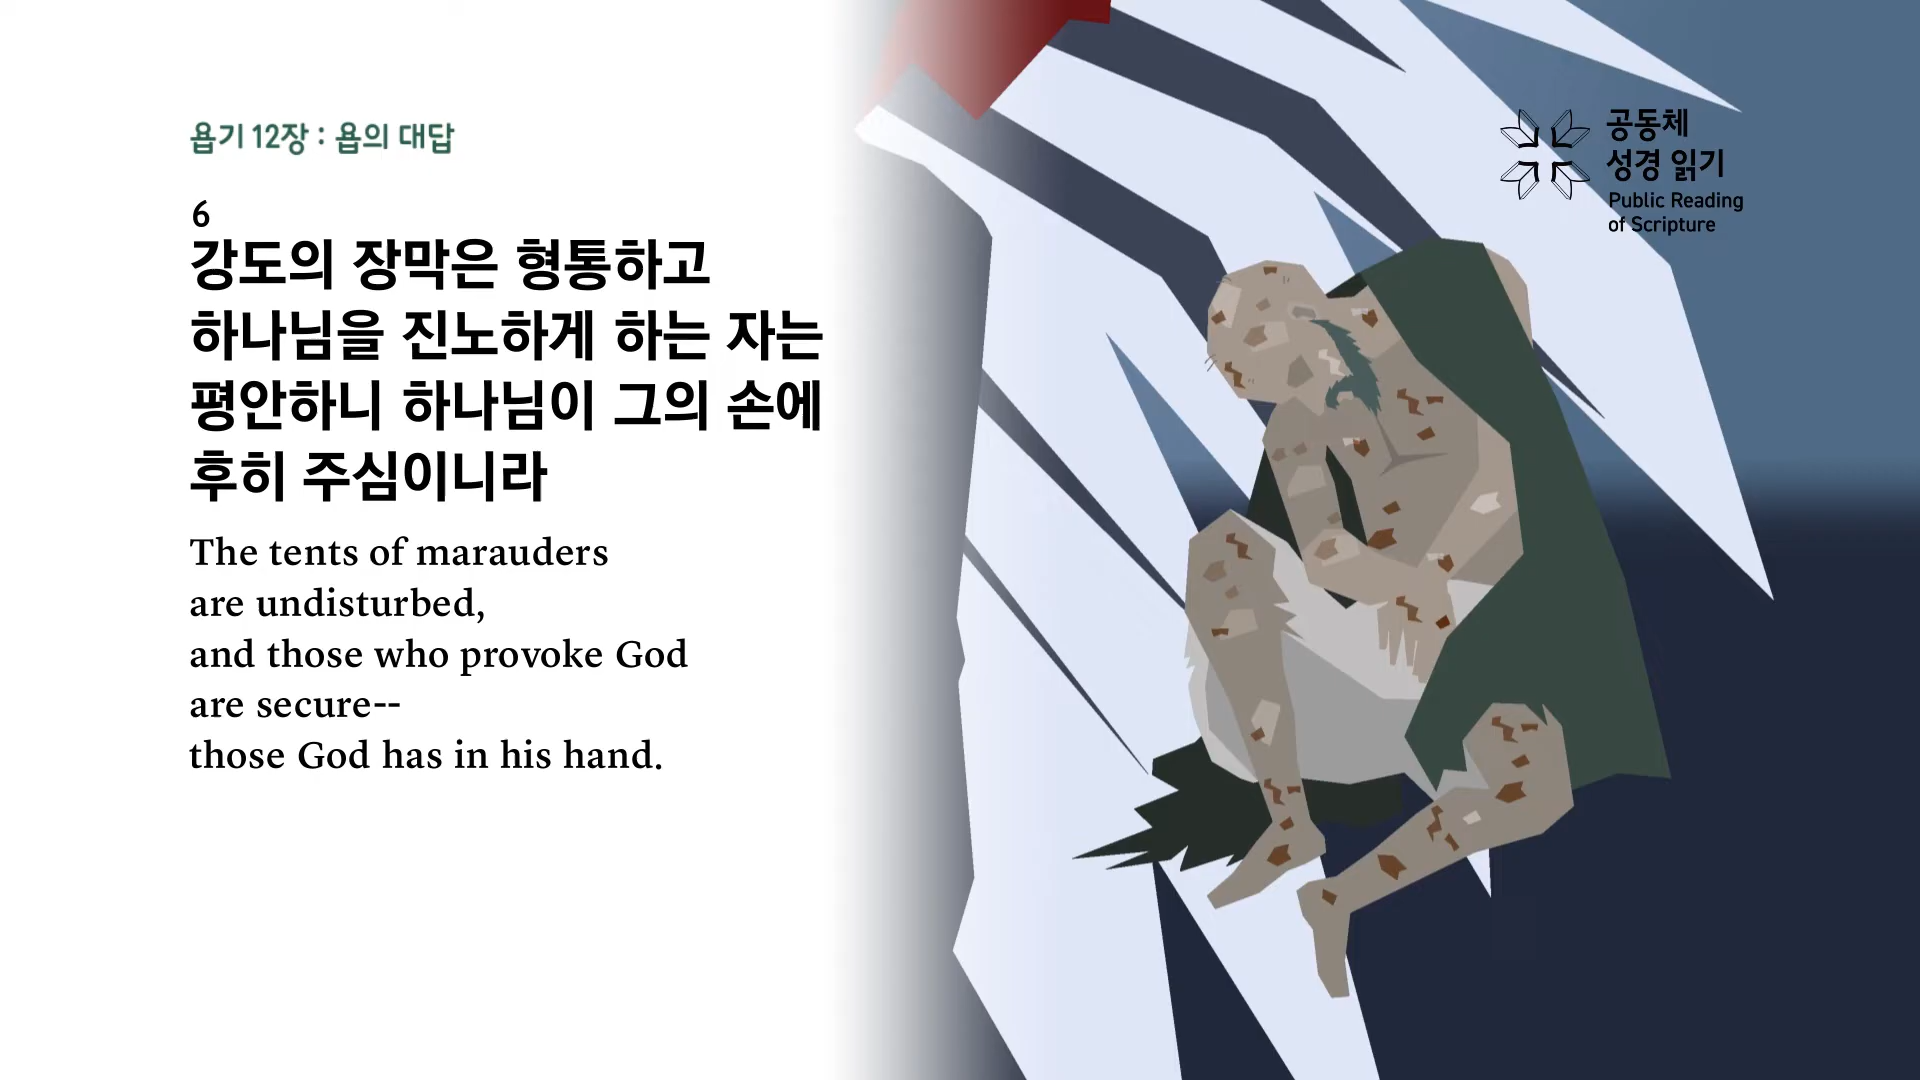 욥기 12장 : 욥의 대답
6
강도의 장막은 형통하고
하나님을 진노하게 하는 자는
평안하니 하나님이 그의 손에
후히 주심이니라
The tents of marauders
are undisturbed,
and those who provoke God
are secure--
those God has in his hand.
공동체
성경 읽기
Public Reading
of Scripture